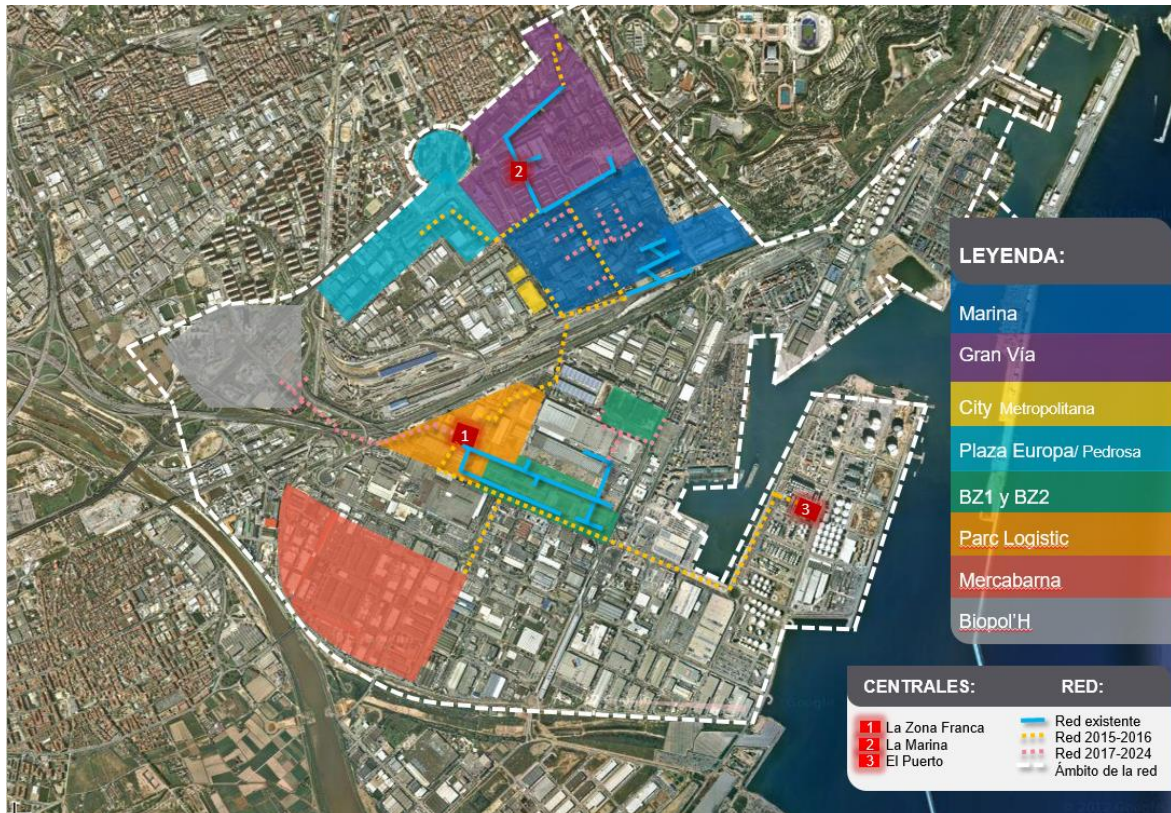 2
1
3
LEYENDA:
Marina
Gran Vía
City Metropolitana
Plaza Europa/ Pedrosa
BZ1 y BZ2
Parc Logistic
Mercabarna
Biopol'H
CENTRALES:
1 La Zona Franca
2 La Marina
3 El Puerto
RED:
Red existente
Red 2015-2016
Red 2017-2024
Ámbito de la red